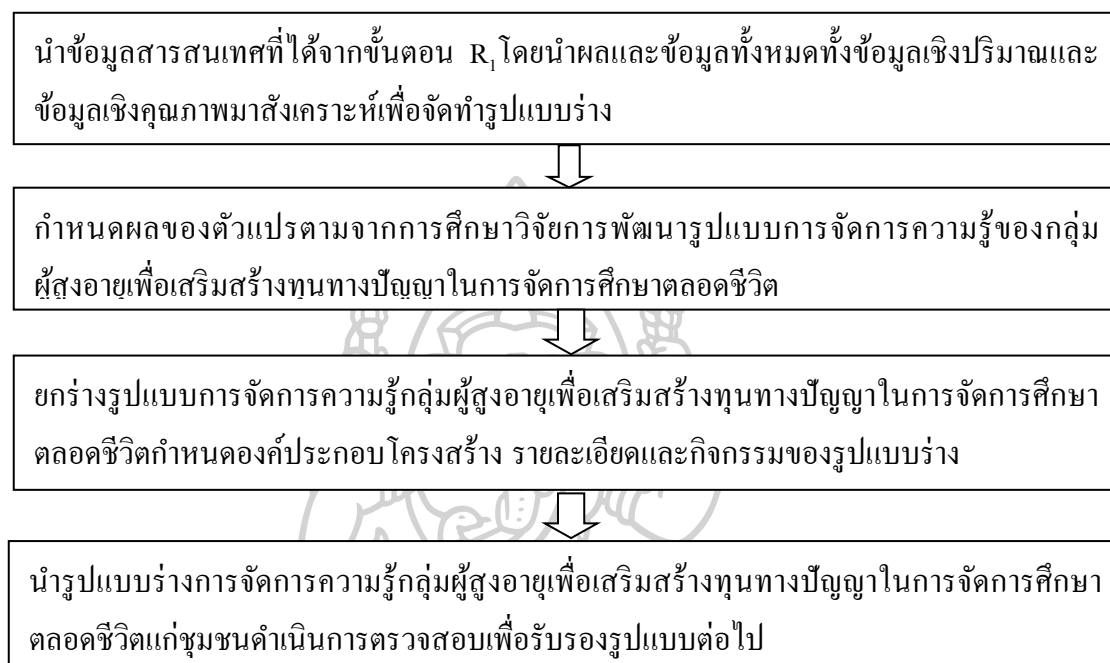 นำข้อมูลสารสนเทศที่ได้จากขั้นตอน R₁โดยนำผลและข้อมูลทั้งหมดทั้งข้อมูลเชิงปริมาณและ
ข้อมูลเชิงคุณภาพมาสังเคราะห์เพื่อจัดทำรูปแบบร่าง
กำหนดผลของตัวแปรตามจากการศึกษาวิจัยการพัฒนารูปแบบการจัดการความรู้ของกลุ่ม
ผู้สูงอายุเพื่อเสริมสร้างทุนทางปัญญาในการจัดการศึกษาตลอดชีวิต
ยกร่างรูปแบบการจัดการความรู้กลุ่มผู้สูงอายุเพื่อเสริมสร้างทุนทางปัญญาในการจัดการศึกษา
ตลอดชีวิตกำหนดองค์ประกอบโครงสร้าง รายละเอียดและกิจกรรมของรูปแบบร่าง
นำรูปแบบร่างการจัดการความรู้กลุ่มผู้สูงอายุเพื่อเสริมสร้างทุนทางปัญญาในการจัดการศึกษา
ตลอดชีวิตแก่ชุมชนดำเนินการตรวจสอบเพื่อรับรองรูปแบบต่อไป